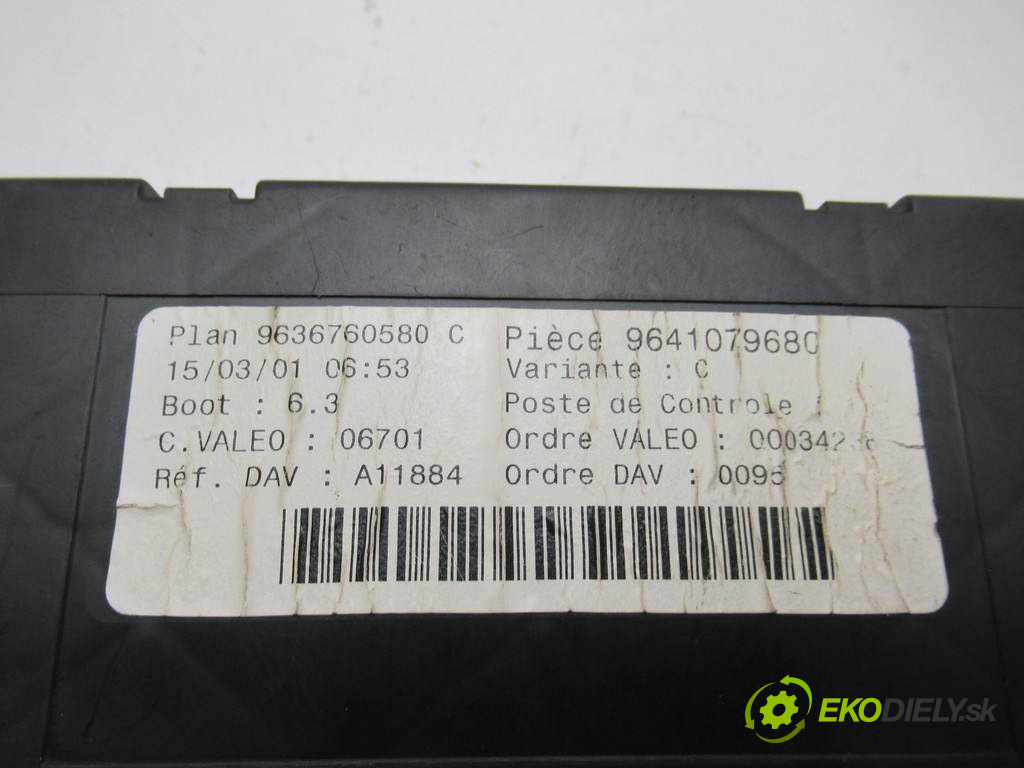 Plan 9636760580 C
15/03/01 06:53
Boot : 6.3
C.VALEO : 06701
Réf. DAV : A11884
Pièce 9641079680
Variante : C
Poste de Controle :
Ordre VALEO :
Ordre DAV : 0095
EKODIELY.sk